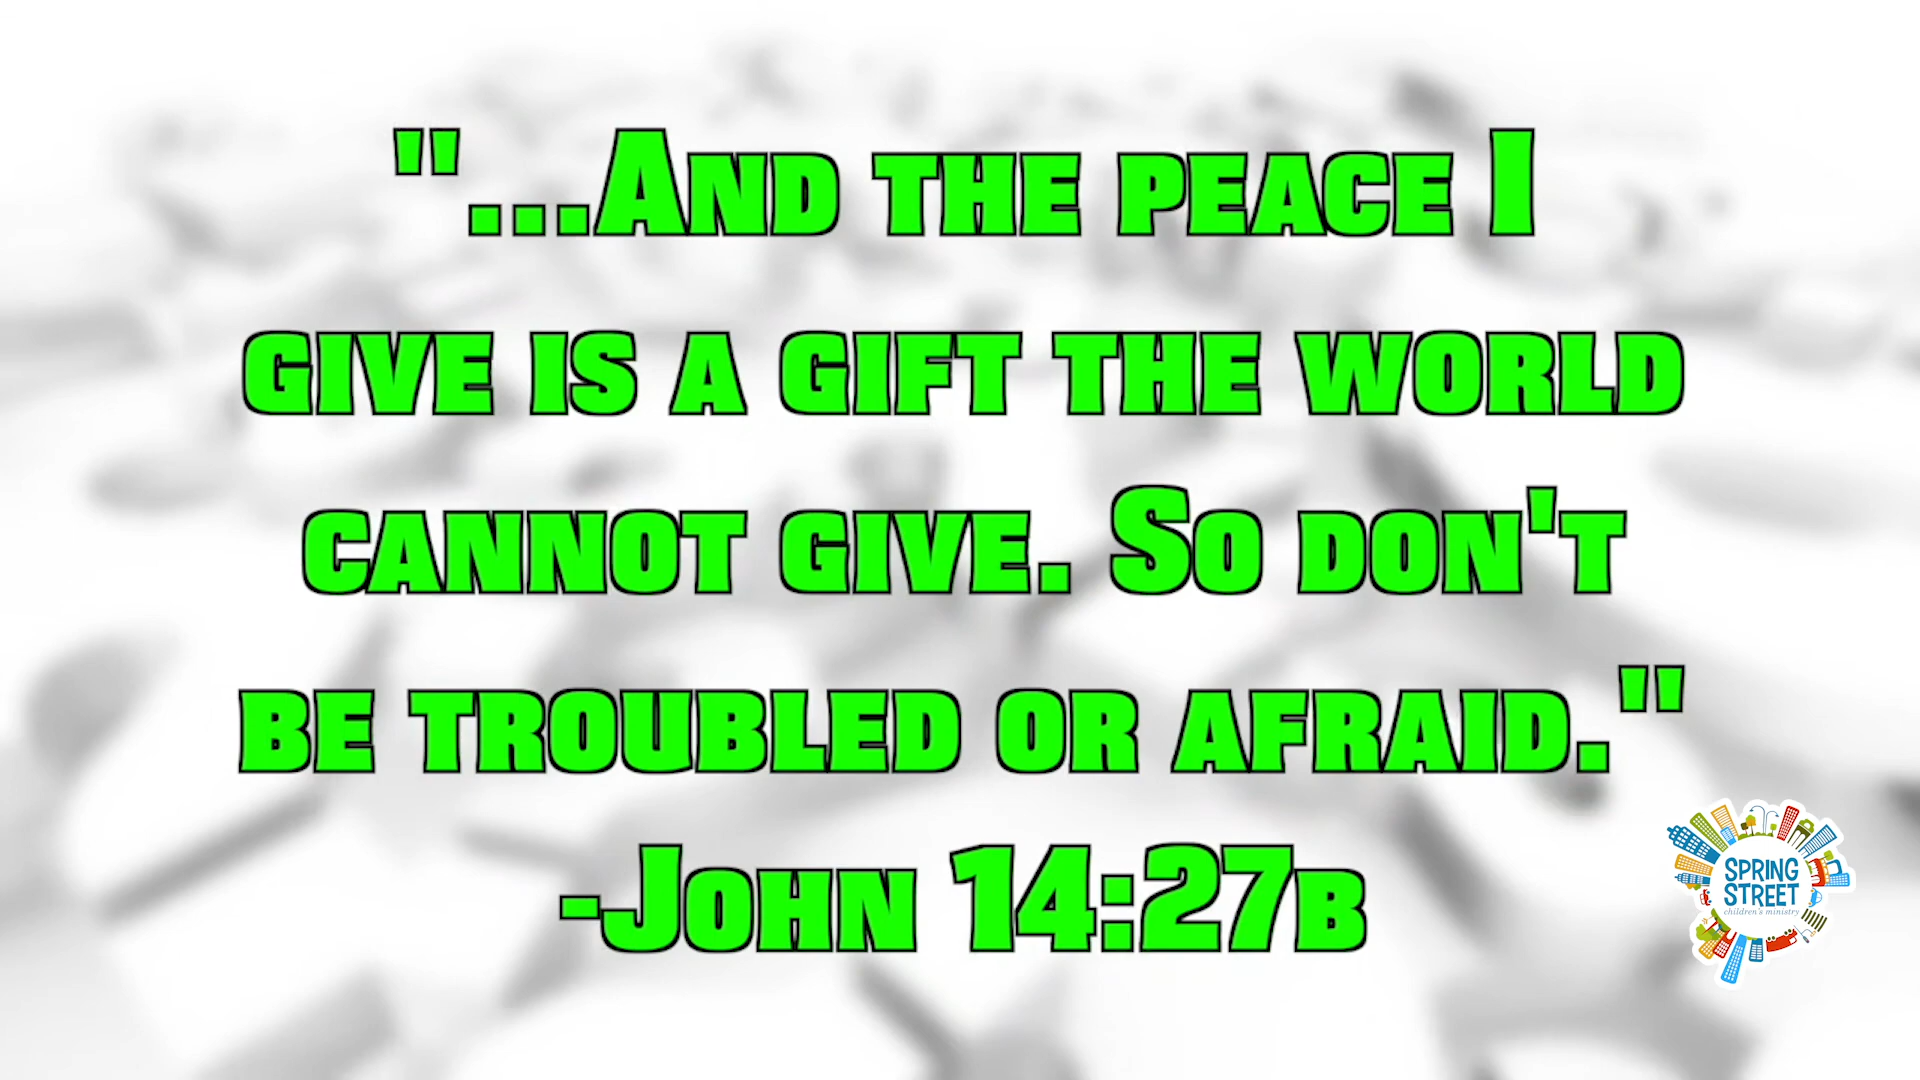 "...And the peace I
give is a gift the world
cannot give. So don't
be troubled or afraid."
-John 14:27b
SPRING
STREET
children's ministry